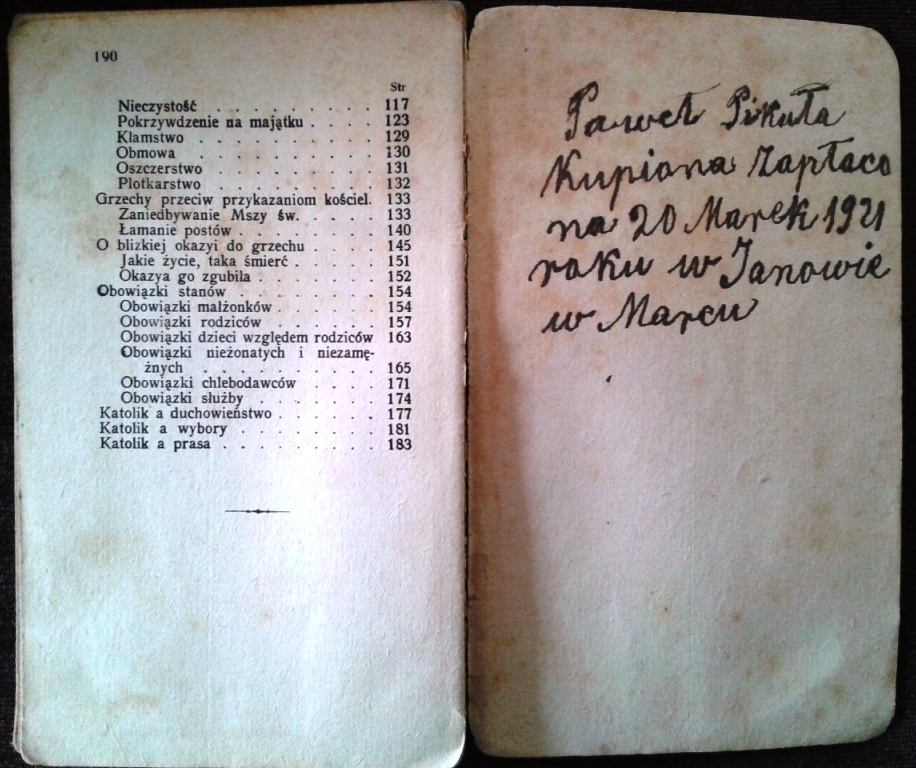 190
Str
Nieczystość . . . . . . . . . 117
Pokrzywdzenie na majątku . . . . 123
Kłamstwo . . . . . . . . . . 129
Obmowa . . . . . . . . . . 130
Oszczerstwo . . . . . . . . . 131
Plotkarstwo . . . . . . . . . 132
Grzechy przeciw przykazaniom kościel. 133
Zaniedbywanie Mszy św. . . . . 133
Łamanie postów . . . . . . . . 140
O blizkiej okazyi do grzechu . . . . 145
Jakie życie, taka śmierć . . . . . 151
Okazya go zgubiła . . . . . . . 152
Obowiązki stanów . . . . . . . . 154
Obowiązki małżonków . . . . . 154
Obowiązki rodziców . . . . . . 157
Obowiązki dzieci względem rodziców 163
Obowiązki nieżonatych i niezamę-
żnych . . . . . . . . . . 165
Obowiązki chlebodawców . . . . 171
Obowiązki służby . . . . . . . 174
Katolik a duchowieństwo . . . . . . 177
Katolik a wybory . . . . . . . . 181
Katolik a prasa . . . . . . . . . 183
Paweł Pikuła
Kupiona Zapłaco
na 20 Marek 1921
roku w Janowie
w Marcu